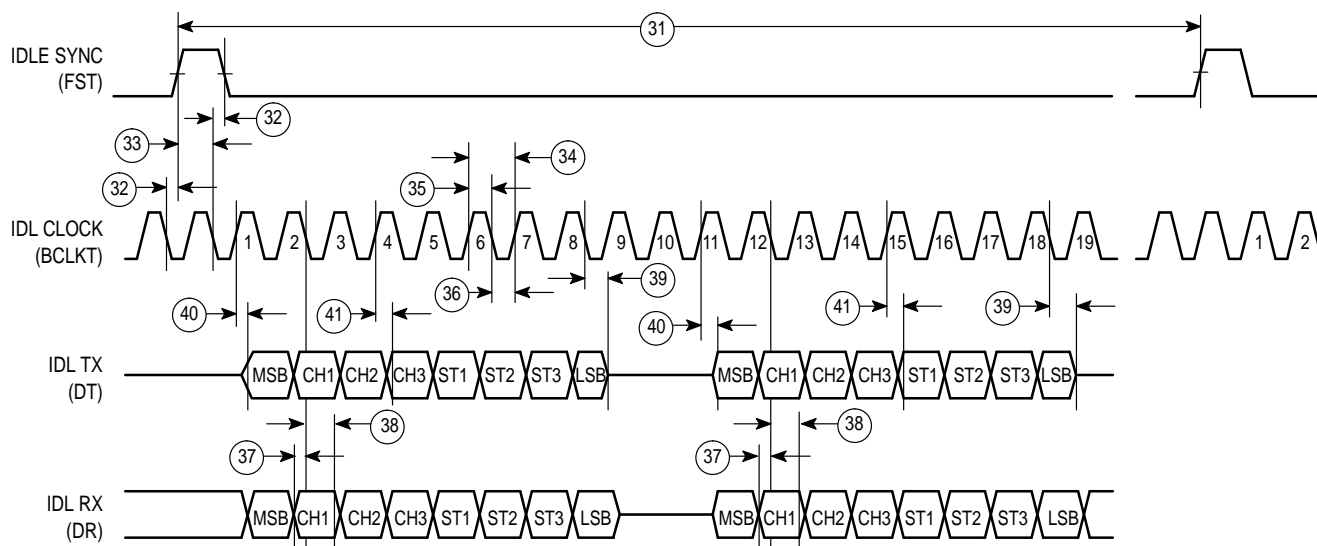 31
IDLE SYNC
(FST)
32
33
34
32
35
IDL CLOCK
(BCLKT)
1 2 3 4 5 6 7 8 9 10 11 12 13 14 15 16 17 18 19 1 2
36 39
40 41 40 41 39
IDL TX
(DT)
MSB CH1 CH2 CH3 ST1 ST2 ST3 LSB MSB CH1 CH2 CH3 ST1 ST2 ST3 LSB
38 38
37 37
IDL RX
(DR)
MSB CH1 CH2 CH3 ST1 ST2 ST3 LSB MSB CH1 CH2 CH3 ST1 ST2 ST3 LSB